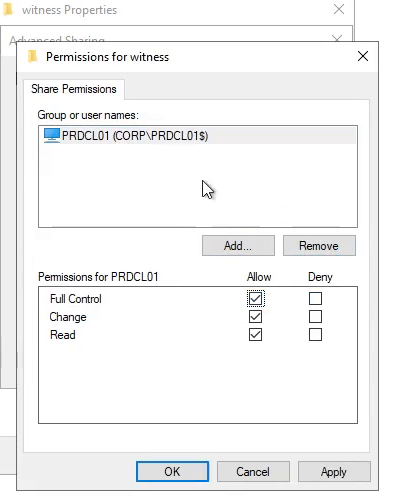 witness Properties
Advanced Sharing
Permissions for witness
Share Permissions
Group or user names:
PRDCL01 (CORP\PRDCL01$)
Add...
Remove
Permissions for PRDCL01
Allow
Deny
Full Control
Change
Read
OK
Cancel
Apply